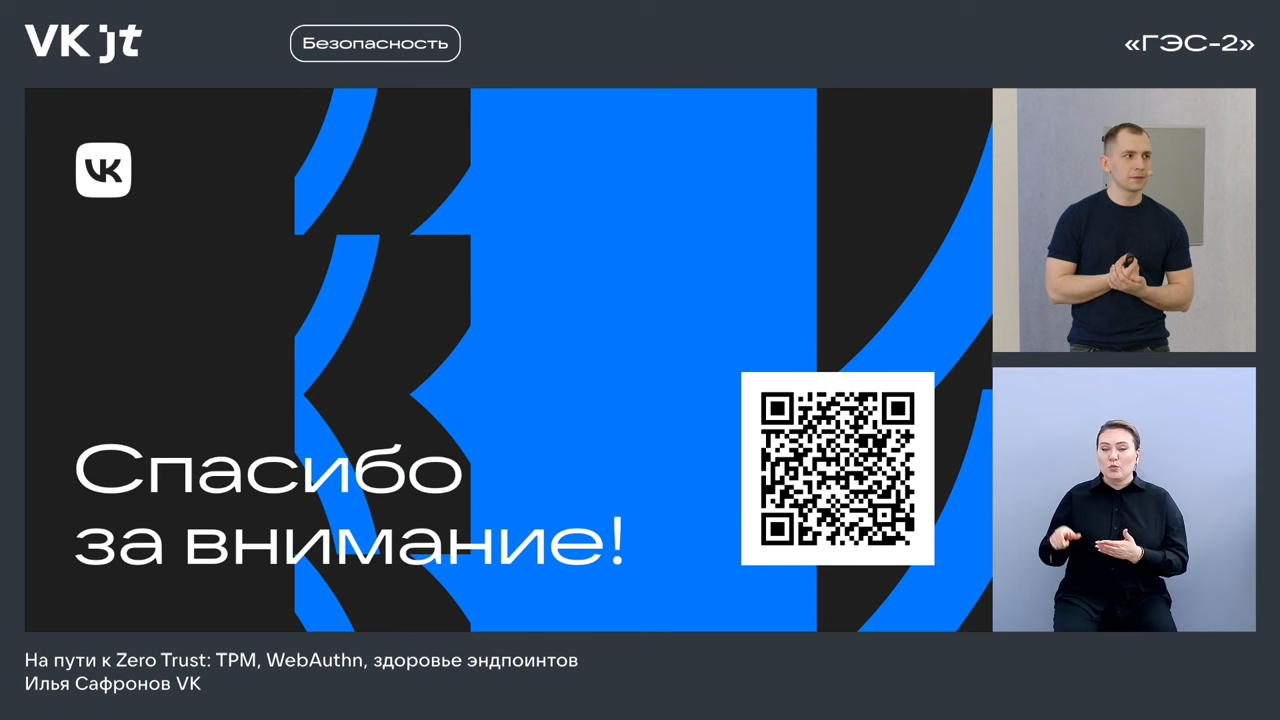 VK jt
Безопасность
«ГЭС-2»
VK
Спасибо
за внимание!
На пути к Zero Trust: TPM, WebAuthn, здоровье эндпоинтов
Илья Сафронов VK